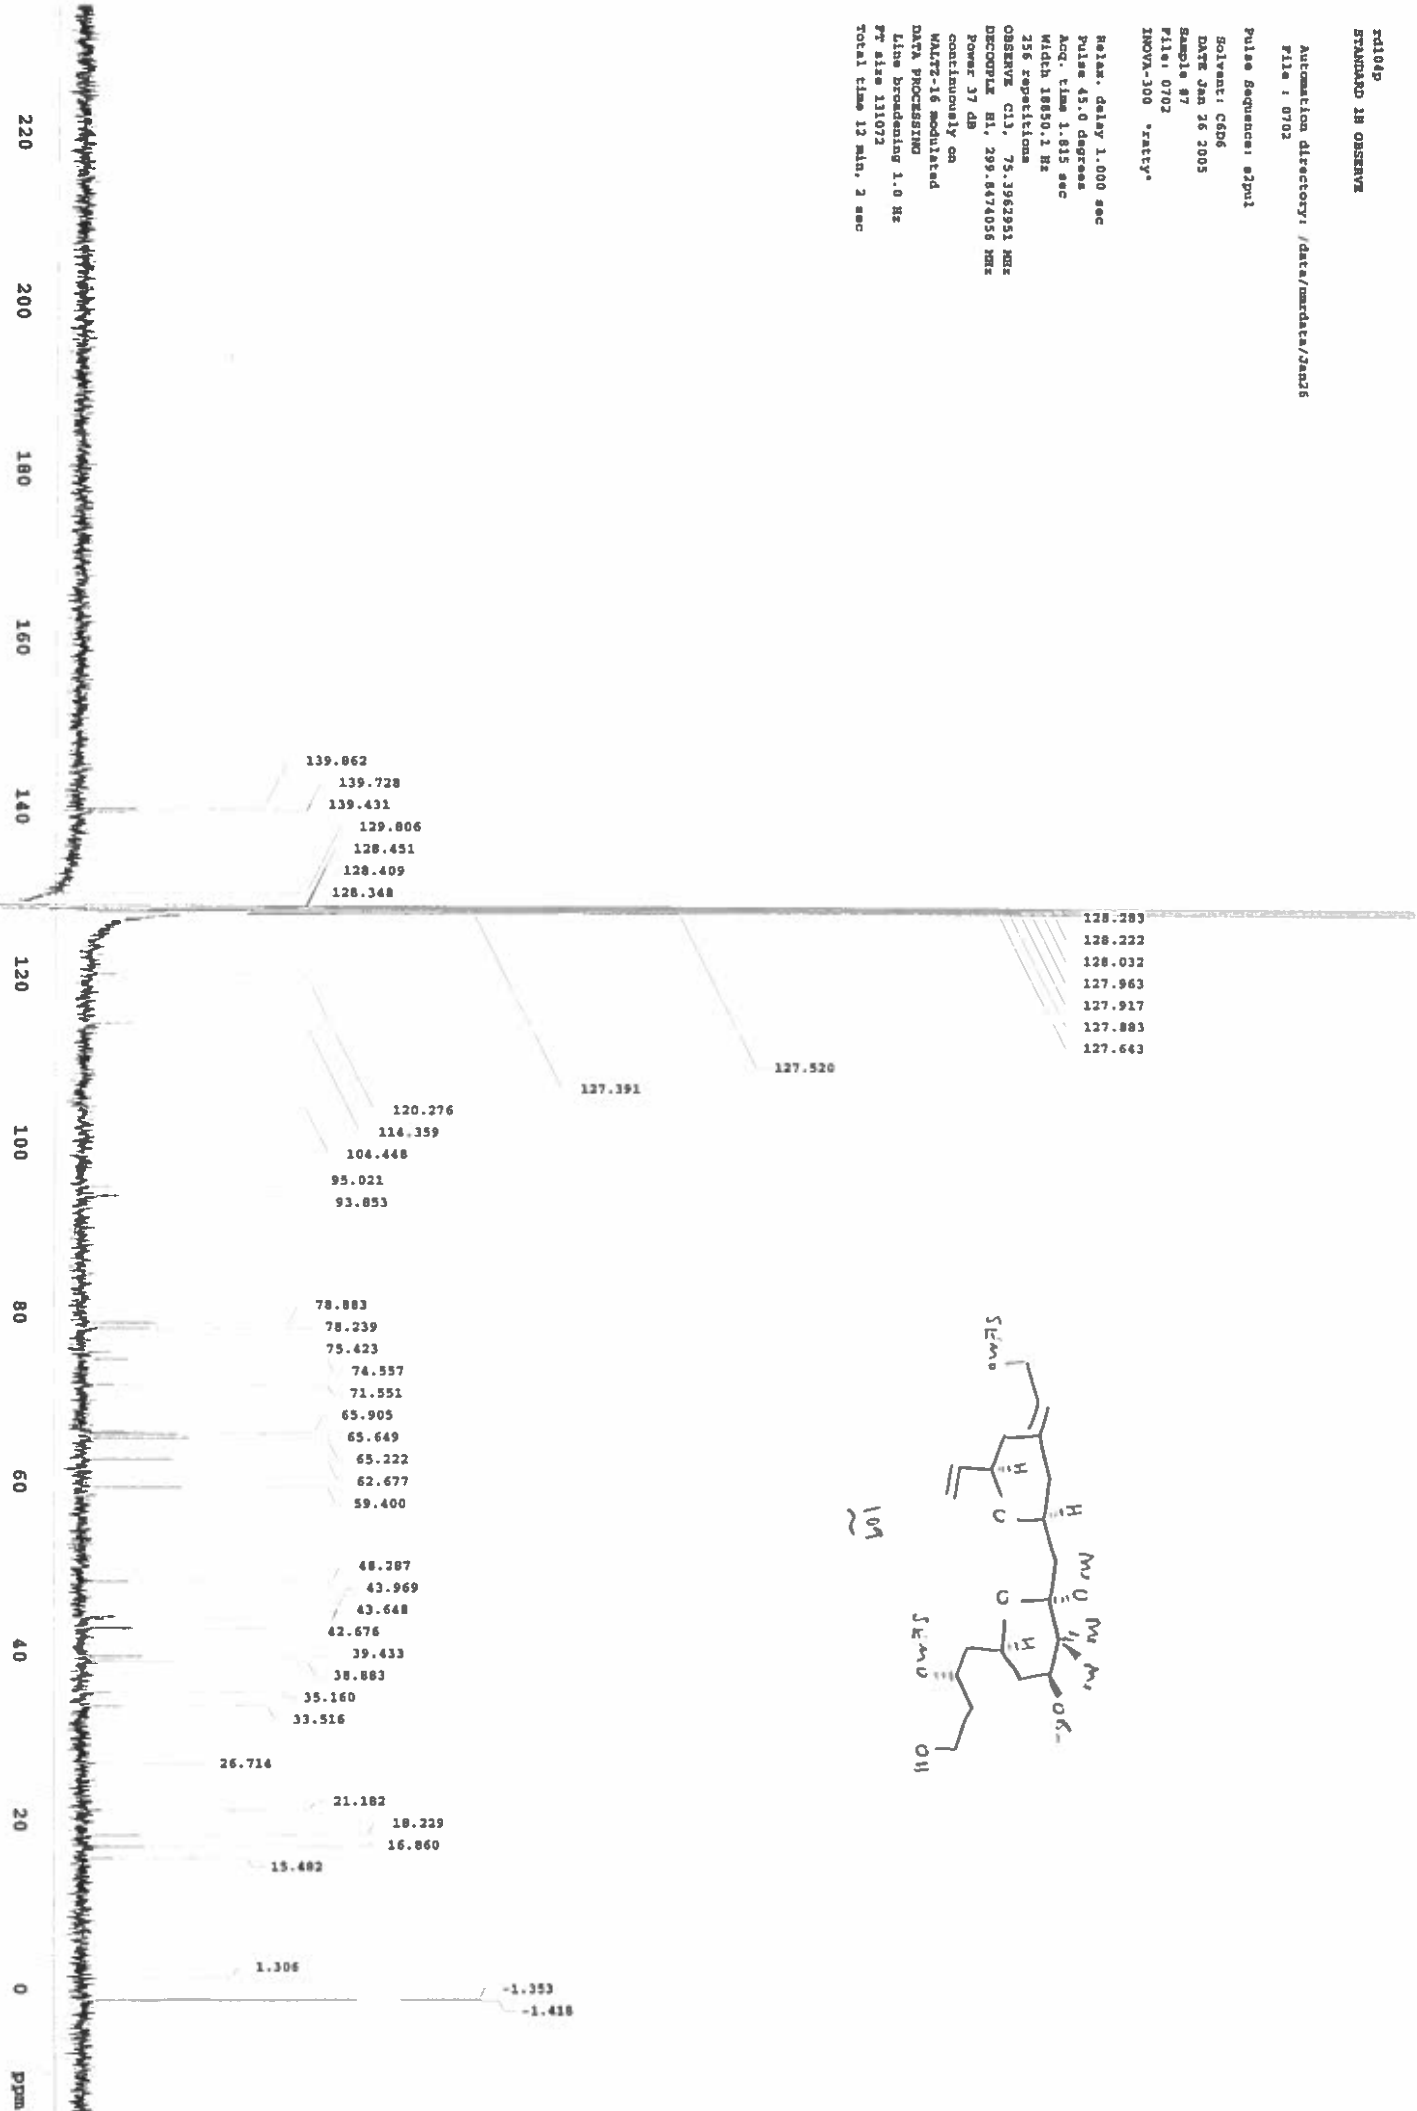 rd104p
STANDARD 1H OBSERVE
Automation directory: /data/nmrdata/Jan26
File : 0702
Pulse Sequence: s2pul
Solvent: C6D6
DATE Jan 26 2005
Sample #7
File: 0702
INOVA-300 "ratty"
Relax. delay 1.000 sec
Pulse 45.0 degrees
Acq. time 1.815 sec
Width 18850.1 Hz
256 repetitions
OBSERVE C13, 75.3962951 MHz
DECOUPLE H1, 299.8474056 MHz
Power 37 dB
continuously on
WALTZ-16 modulated
DATA PROCESSING
Line broadening 1.0 Hz
FT size 131072
Total time 12 min, 2 sec
139.862
139.728
139.431
129.806
128.451
128.409
128.348
128.283
128.222
128.032
127.963
127.917
127.883
127.643
127.520
127.391
120.276
114.359
104.448
95.021
93.853
78.883
78.239
75.423
74.557
71.551
65.905
65.649
65.222
62.677
59.400
48.287
43.969
43.648
42.676
39.433
38.883
35.160
33.516
26.714
21.182
18.229
16.860
15.482
1.306
-1.353
-1.418
SEMO
H
H
O
MeO
Me
Me
O
H
SEMO
OH
109
220
200
180
160
140
120
100
80
60
40
20
0
ppm